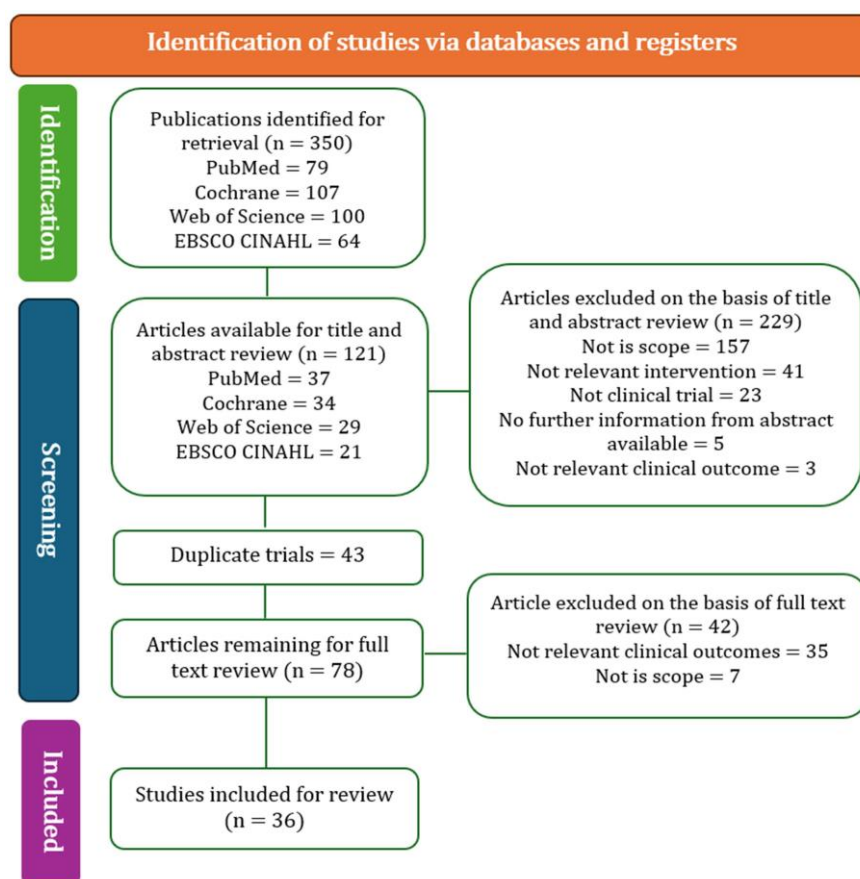 Identification of studies via databases and registers
Identification
Publications identified for
retrieval (n = 350)
PubMed = 79
Cochrane = 107
Web of Science = 100
EBSCO CINAHL = 64
Screening
Articles available for title and
abstract review (n = 121)
PubMed = 37
Cochrane = 34
Web of Science = 29
EBSCO CINAHL = 21
Articles excluded on the basis of title
and abstract review (n = 229)
Not is scope = 157
Not relevant intervention = 41
Not clinical trial = 23
No further information from abstract
available = 5
Not relevant clinical outcome = 3
Duplicate trials = 43
Articles remaining for full
text review (n = 78)
Article excluded on the basis of full text
review (n = 42)
Not relevant clinical outcomes = 35
Not is scope = 7
Included
Studies included for review
(n = 36)